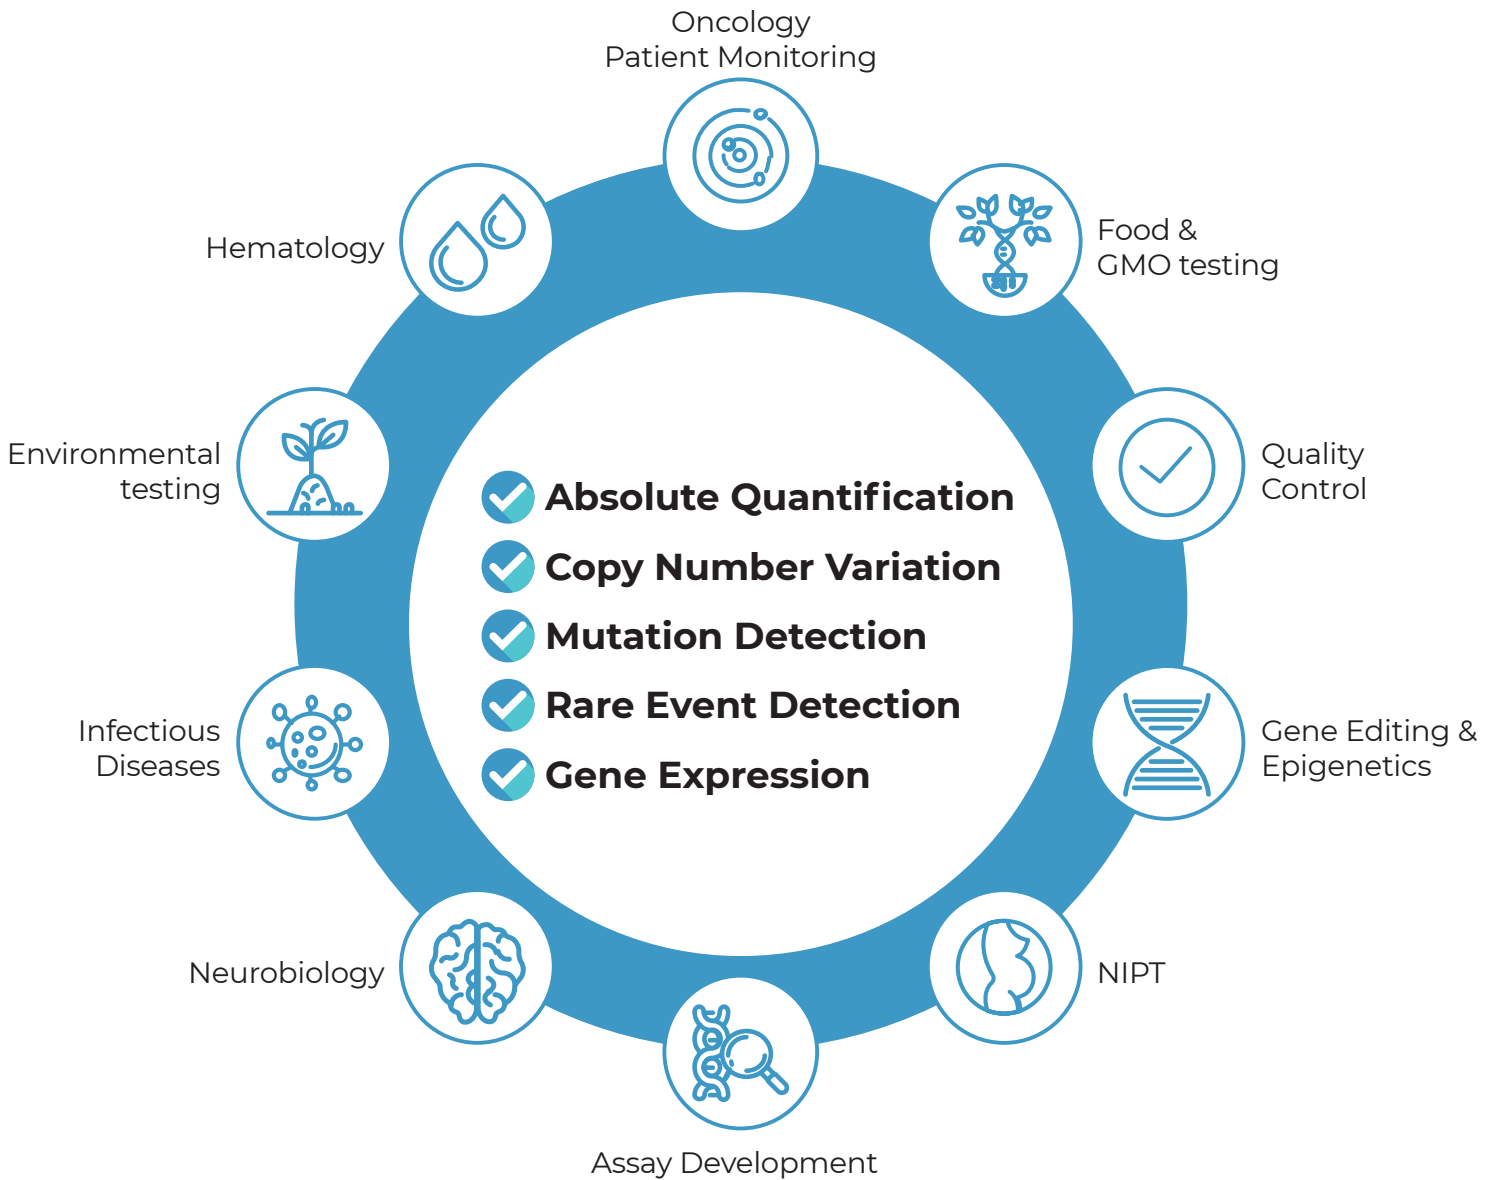 Oncology
Patient Monitoring
Food &
GMO testing
Quality
Control
Gene Editing &
Epigenetics
NIPT
Assay Development
Neurobiology
Infectious
Diseases
Environmental
testing
Hematology
Absolute Quantification
Copy Number Variation
Mutation Detection
Rare Event Detection
Gene Expression